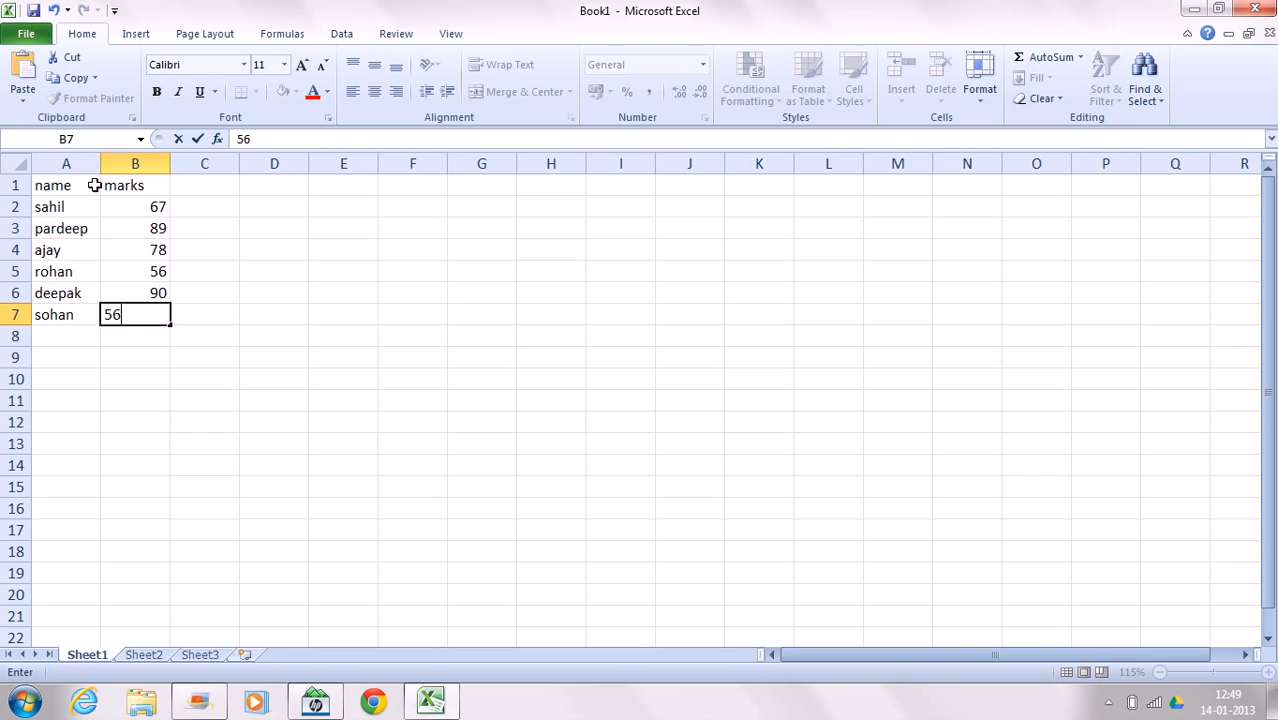 Book1 - Microsoft Excel
File Home Insert Page Layout Formulas Data Review View
Paste
Cut
Copy
Format Painter
Clipboard
Calibri 11
B I U
Font
Wrap Text
Merge & Center
Alignment
General
Number
Conditional Formatting
Format as Table
Cell Styles
Styles
Insert
Delete
Format
Cells
AutoSum
Fill
Clear
Sort & Filter
Find & Select
Editing
B7 fx 56
A B C D E F G H I J K L M N O P Q R
1 name marks
2 sahil 67
3 pardeep 89
4 ajay 78
5 rohan 56
6 deepak 90
7 sohan 56
8
9
10
11
12
13
14
15
16
17
18
19
20
21
22
Sheet1 Sheet2 Sheet3
Enter 115%
12:49
14-01-2013